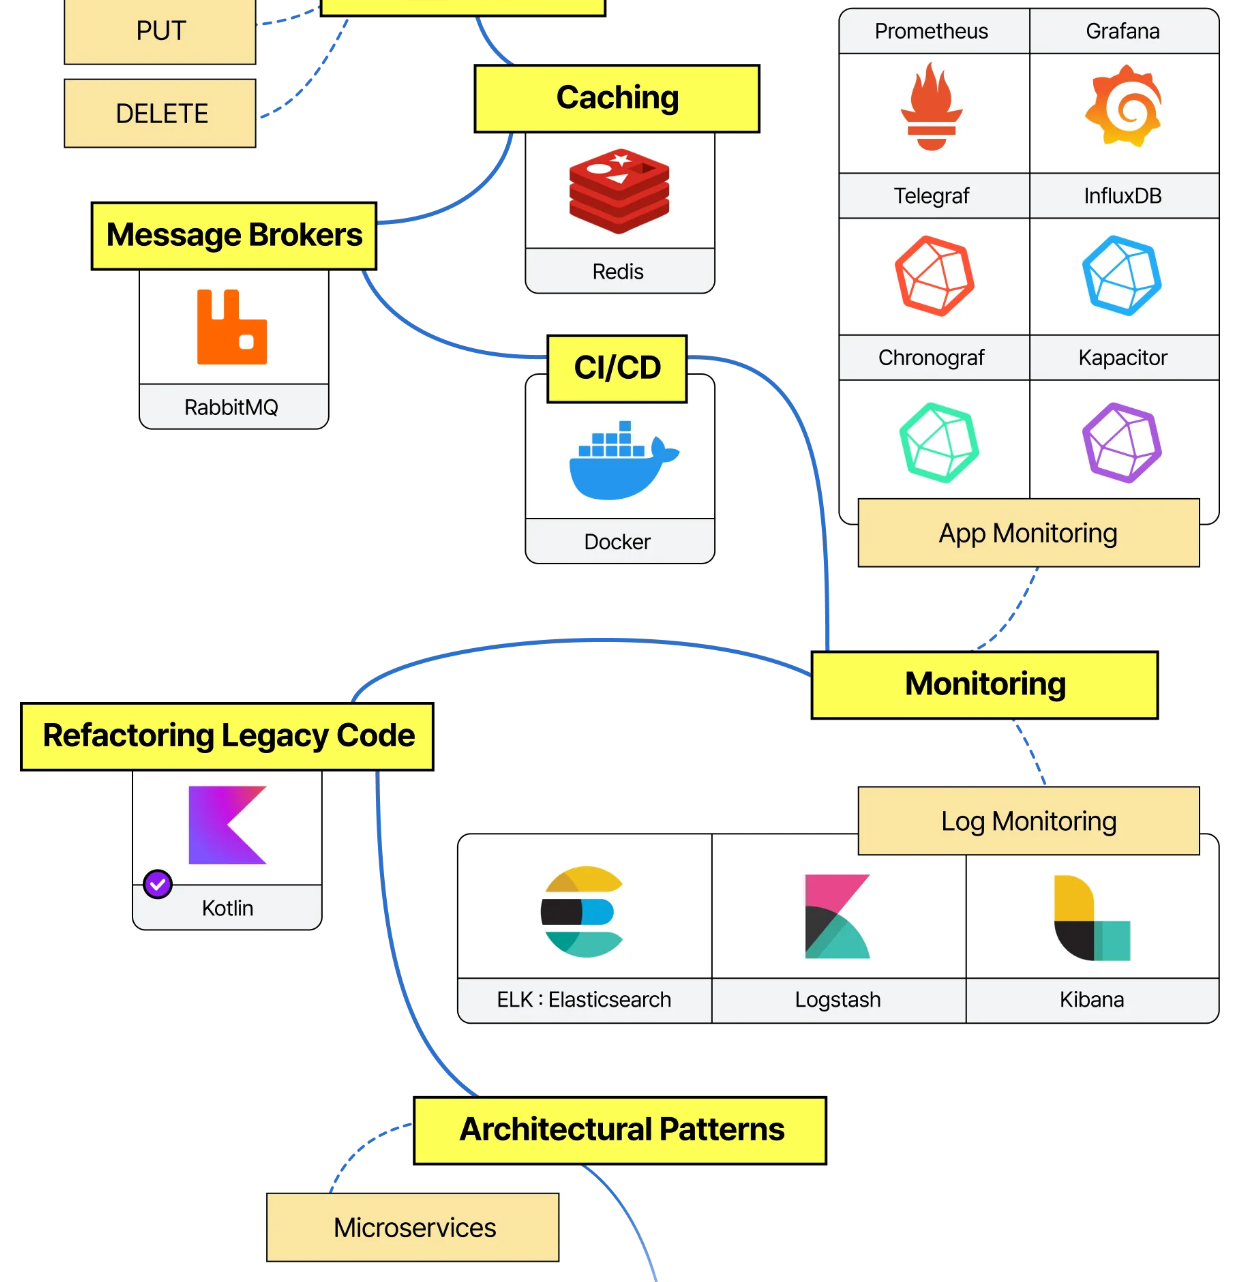 PUT
DELETE
Caching
Redis
Message Brokers
RabbitMQ
CI/CD
Docker
Prometheus
Grafana
Telegraf
InfluxDB
Chronograf
Kapacitor
App Monitoring
Monitoring
Refactoring Legacy Code
Kotlin
Log Monitoring
ELK : Elasticsearch
Logstash
Kibana
Architectural Patterns
Microservices